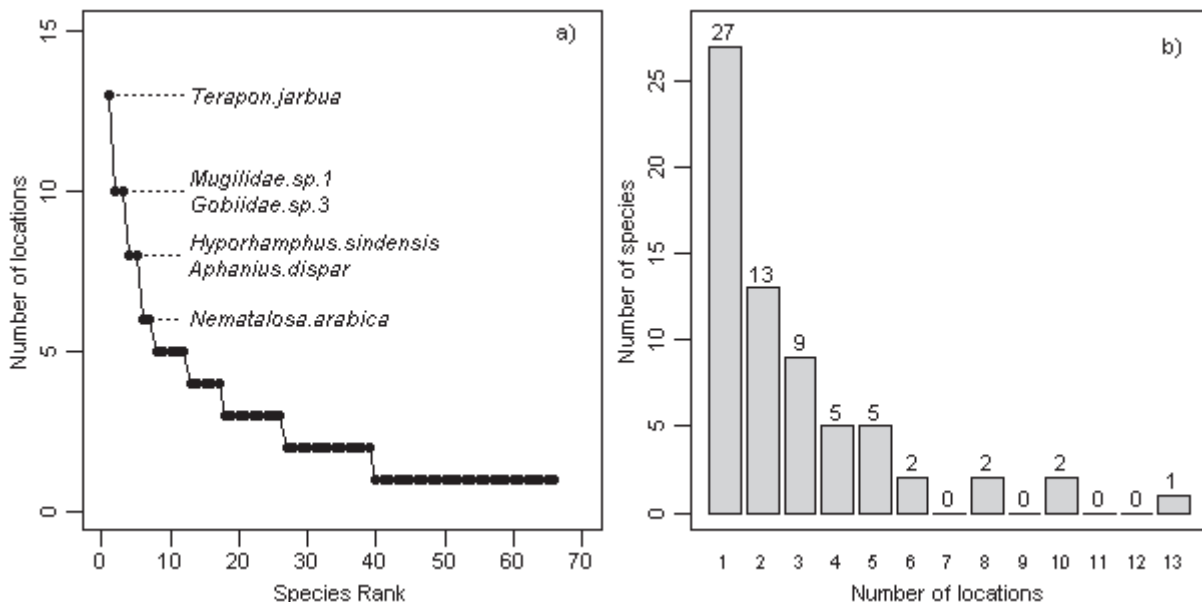 a)
15
10
5
0
Number of locations
Terapon.jarbua
Mugilidae.sp.1
Gobiidae.sp.3
Hyporhamphus.sindensis
Aphanius.dispar
Nematalosa.arabica
0 10 20 30 40 50 60 70
Species Rank
b)
25
20
15
10
5
0
Number of species
27
13
9
5
5
2
0
2
0
2
0
0
1
1 2 3 4 5 6 7 8 9 10 11 12 13
Number of locations